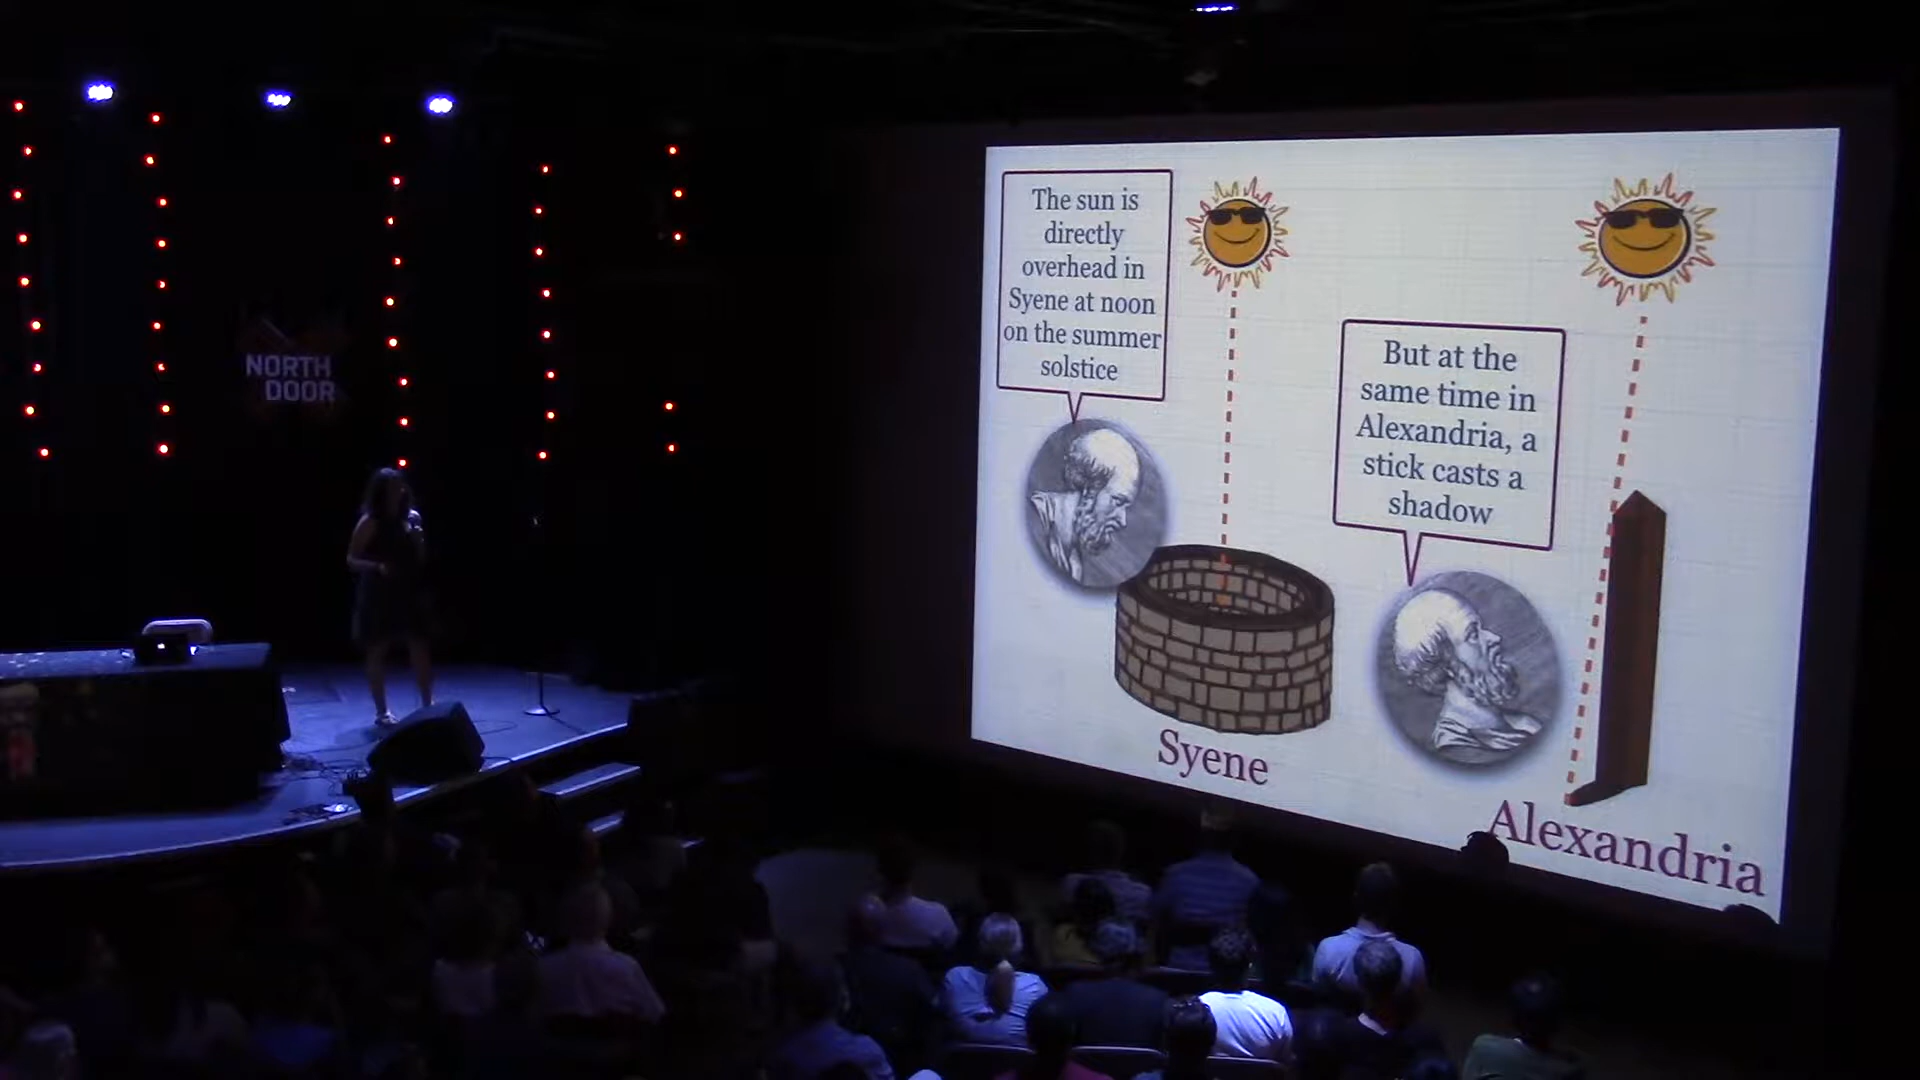 NORTH
DOOR
The sun is
directly
overhead in
Syene at noon
on the summer
solstice
But at the
same time in
Alexandria, a
stick casts a
shadow
Syene
Alexandria